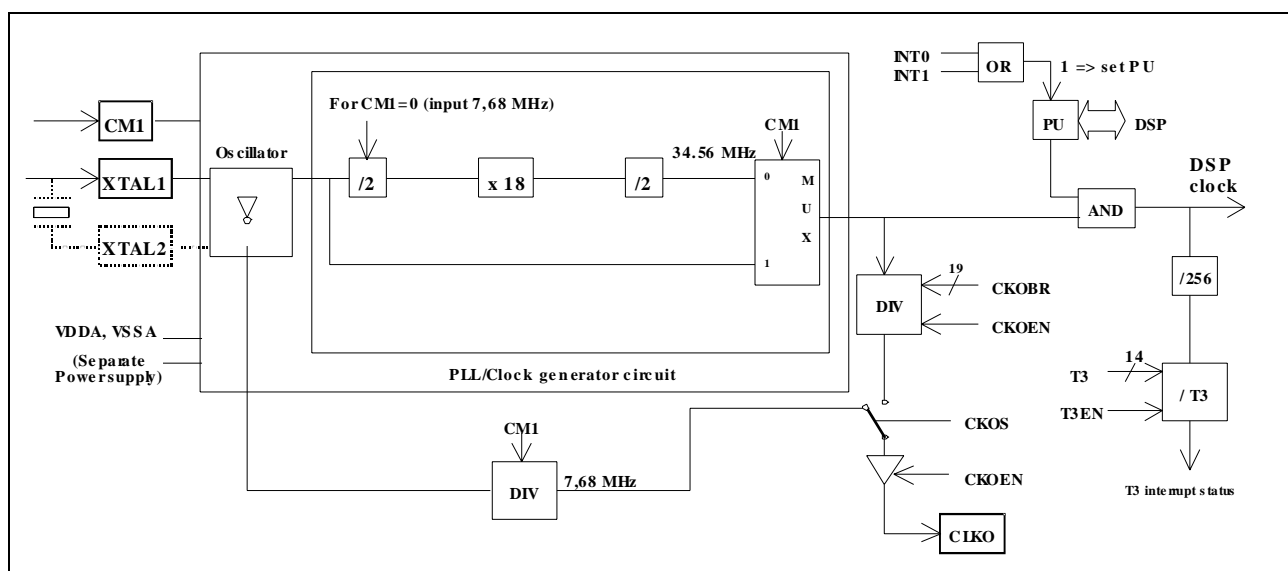 INT0
INT1
OR
1 => set PU
For CM1=0 (input 7,68 MHz)
CM1
CM1
PU
DSP
Oscillator
34.56 MHz
XTAL1
/2
x 18
/2
0
M
U
X
1
DSP
clock
AND
XTAL2
/256
19
CKOBR
DIV
CKOEN
VDDA, VSSA
(Separate
Power supply)
PLL/Clock generator circuit
14
T3
/ T3
T3EN
CKOS
CM1
DIV
7,68 MHz
CKOEN
T3 interrupt status
CLKO